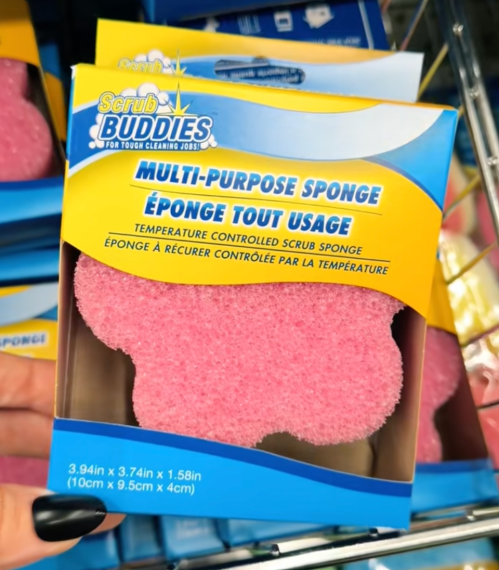 Scrub
BUDDIES
FOR TOUGH CLEANING JOBS!
MULTI-PURPOSE SPONGE
ÉPONGE TOUT USAGE
TEMPERATURE CONTROLLED SCRUB SPONGE
ÉPONGE À RÉCURER CONTRÔLÉE PAR LA TEMPÉRATURE
3.94in x 3.74in x 1.58in
(10cm x 9.5cm x 4cm)
SPONGE